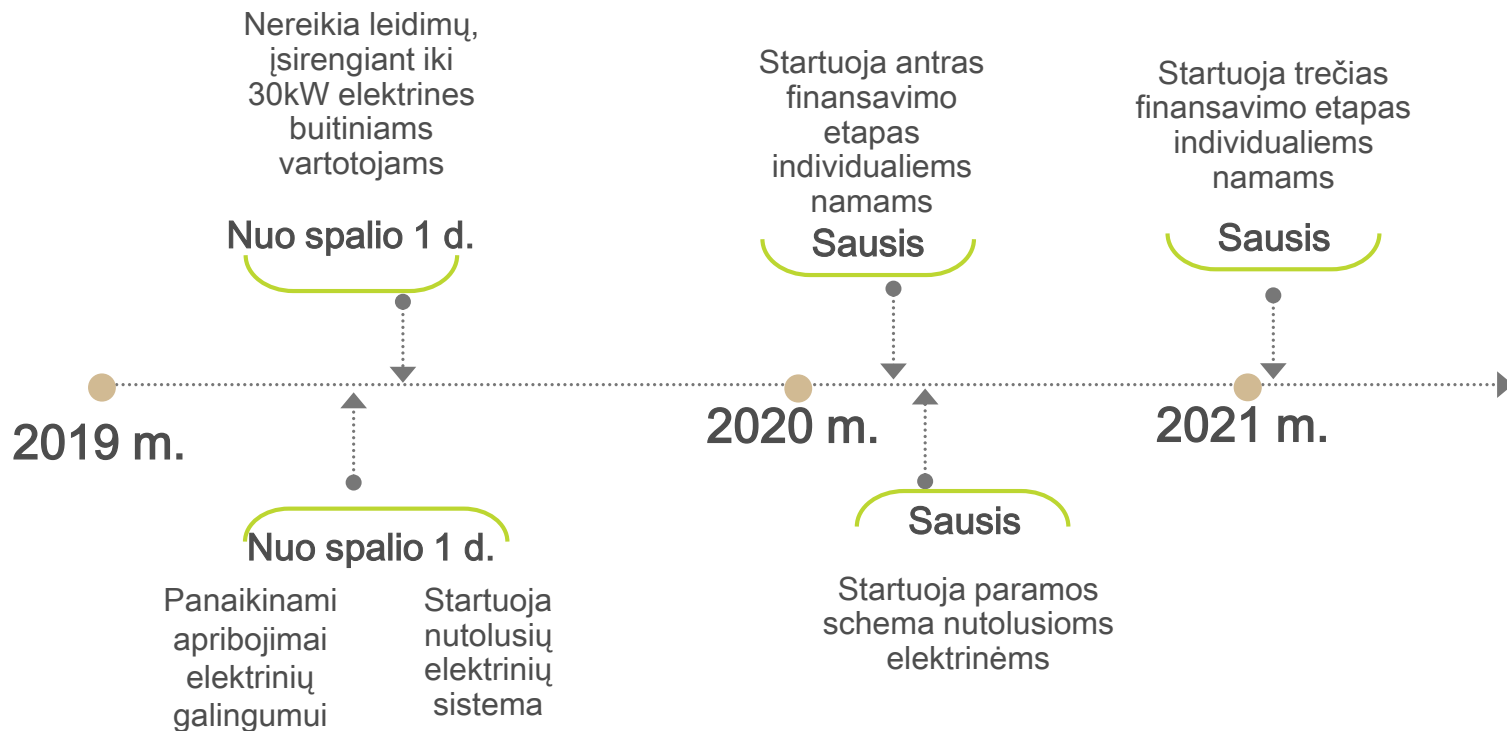 Nereikia leidimų,
įsirengiant iki
30kW elektrines
buitiniams
vartotojams
Nuo spalio 1 d.
Startuoja antras
finansavimo
etapas
individualiems
namams
Sausis
Startuoja trečias
finansavimo etapas
individualiems
namams
Sausis
2019 m.
2020 m.
2021 m.
Nuo spalio 1 d.
Panaikinami
apribojimai
elektrinių
galingumui
Startuoja
nutolusių
elektrinių
sistema
Sausis
Startuoja paramos
schema nutolusioms
elektrinėms